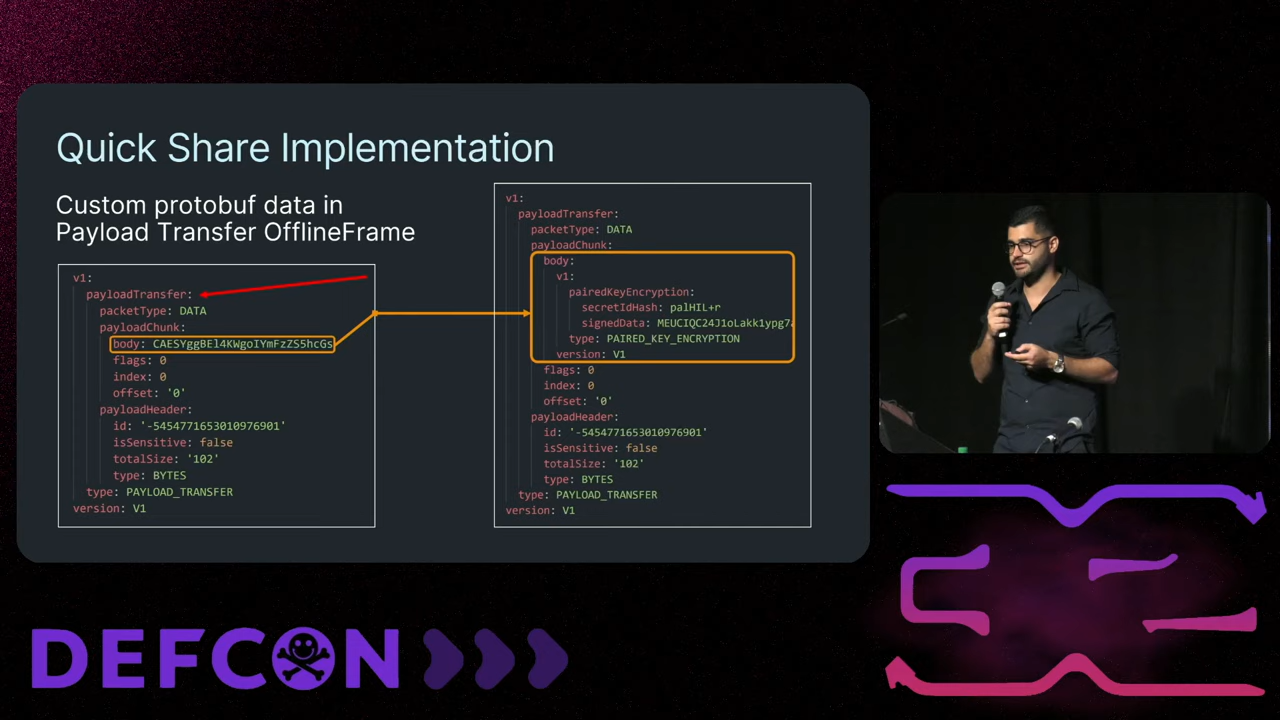 Quick Share Implementation
Custom protobuf data in
Payload Transfer OfflineFrame
v1:
payloadTransfer:
packetType: DATA
payloadChunk:
body: CAESYggBEl4KWgoIYmFzZS5hcGs
flags: 0
index: 0
offset: '0'
payloadHeader:
id: '-5454771653010976901'
isSensitive: false
totalSize: '102'
type: BYTES
type: PAYLOAD_TRANSFER
version: V1
v1:
payloadTransfer:
packetType: DATA
payloadChunk:
body:
v1:
pairedKeyEncryption:
secretIdHash: palHIL+r
signedData: MEUCIQC24J1oLakk1ypg7
type: PAIRED_KEY_ENCRYPTION
version: V1
flags: 0
index: 0
offset: '0'
payloadHeader:
id: '-5454771653010976901'
isSensitive: false
totalSize: '102'
type: BYTES
type: PAYLOAD_TRANSFER
version: V1
DEFCON